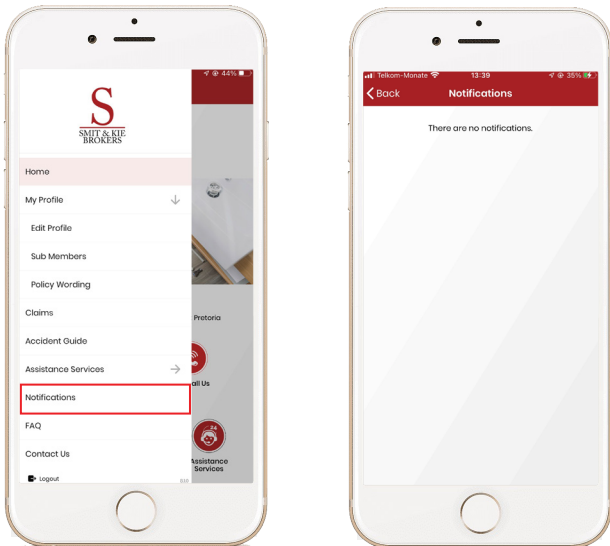 44%
S
SMIT & KIE
BROKERS
Home
My Profile
Edit Profile
Sub Members
Policy Wording
Claims
Accident Guide
Assistance Services
Notifications
FAQ
Contact Us
Logout
Pretoria
all Us
24
Assistance
Services
Telkom-Monate 13:39 35%
Back Notifications
There are no notifications.